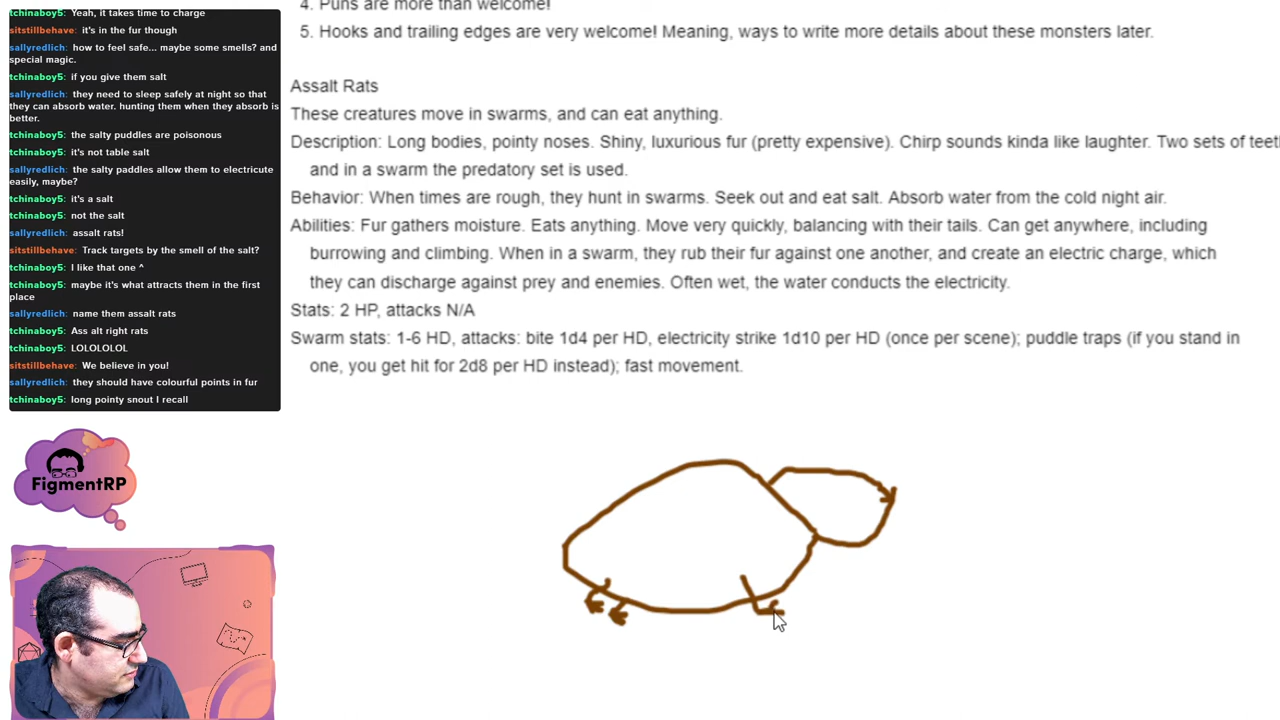 tchinaboy5: Yeah, it takes time to charge
sitstillbehave: it's in the fur though
sallyredlich: how to feel safe... maybe some smells? and
special magic.
tchinaboy5: if you give them salt
sallyredlich: they need to sleep safely at night so that
they can absorb water. hunting them when they absorb is
better.
tchinaboy5: the salty puddles are poisonous
tchinaboy5: it's not table salt
sallyredlich: the salty paddles allow them to electricute
easily, maybe?
tchinaboy5: it's a salt
tchinaboy5: not the salt
sallyredlich: assalt rats!
sitstillbehave: Track targets by the smell of the salt?
tchinaboy5: I like that one ^
tchinaboy5: maybe it's what attracts them in the first
place
sallyredlich: name them assalt rats
tchinaboy5: Ass alt right rats
tchinaboy5: LOLOLOLOL
sitstillbehave: We believe in you!
sallyredlich: they should have colourful points in fur
tchinaboy5: long pointy snout I recall
FigmentRP
4. Puns are more than welcome!
5. Hooks and trailing edges are very welcome! Meaning, ways to write more details about these monsters later.
Assalt Rats
These creatures move in swarms, and can eat anything.
Description: Long bodies, pointy noses. Shiny, luxurious fur (pretty expensive). Chirp sounds kinda like laughter. Two sets of teeth
and in a swarm the predatory set is used.
Behavior: When times are rough, they hunt in swarms. Seek out and eat salt. Absorb water from the cold night air.
Abilities: Fur gathers moisture. Eats anything. Move very quickly, balancing with their tails. Can get anywhere, including
burrowing and climbing. When in a swarm, they rub their fur against one another, and create an electric charge, which
they can discharge against prey and enemies. Often wet, the water conducts the electricity.
Stats: 2 HP, attacks N/A
Swarm stats: 1-6 HD, attacks: bite 1d4 per HD, electricity strike 1d10 per HD (once per scene); puddle traps (if you stand in
one, you get hit for 2d8 per HD instead); fast movement.